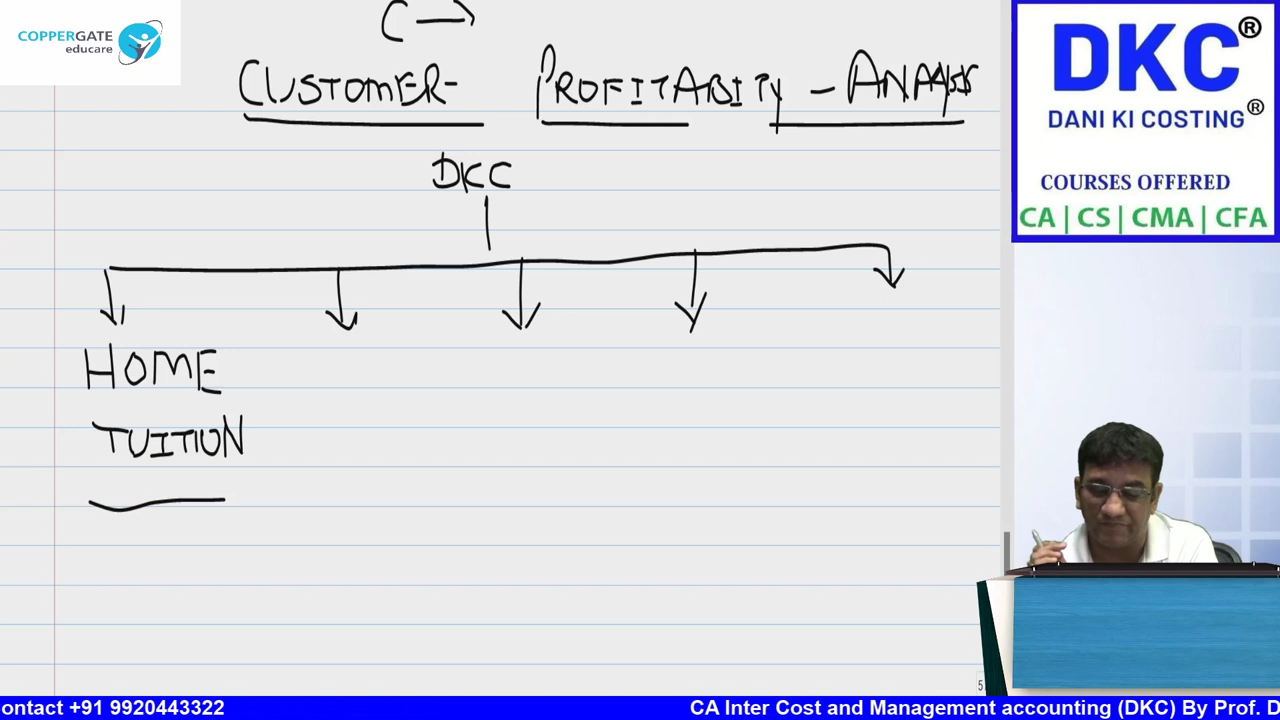 C →
CUSTOMER- PROFITABILITY - ANALYSIS
DKC
HOME
TUITION
COPPERGATE
educare
DKC®
DANI KI COSTING®
COURSES OFFERED
CA | CS | CMA | CFA
5
ontact +91 9920443322
CA Inter Cost and Management accounting (DKC) By Prof. D